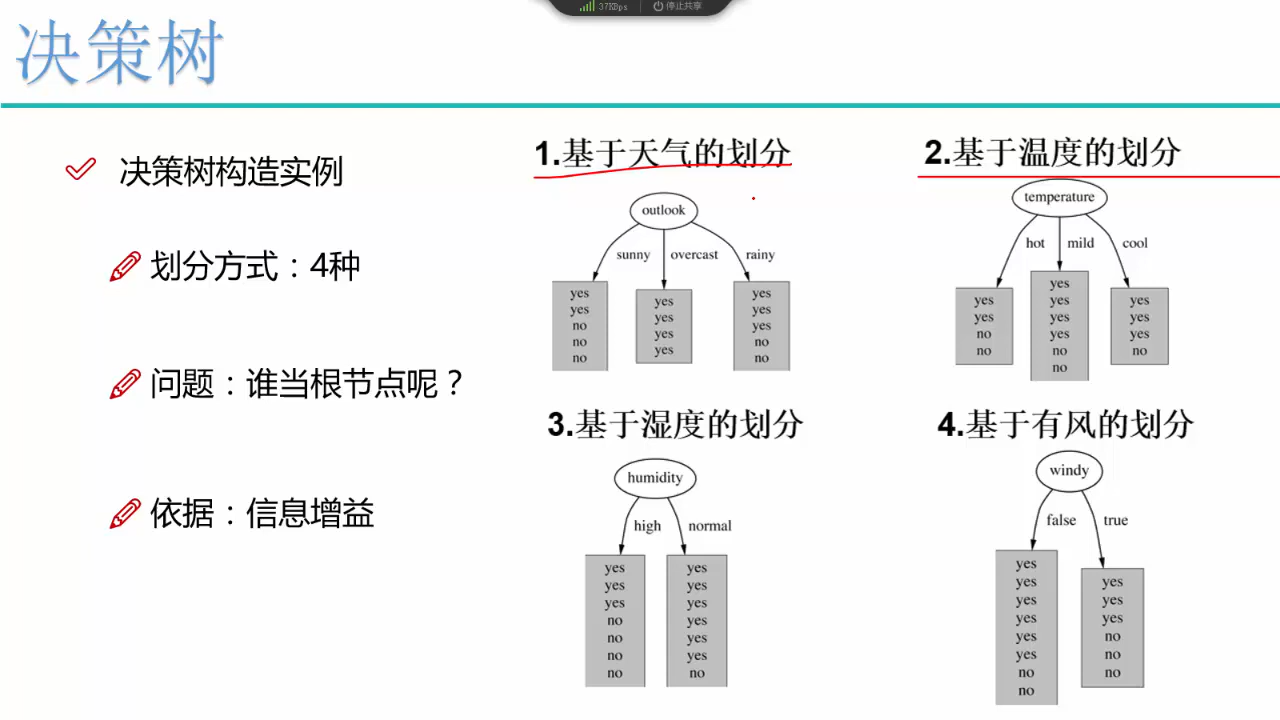 37KBps 停止共享
决策树
决策树构造实例
划分方式：4种
问题：谁当根节点呢？
依据：信息增益
1.基于天气的划分
outlook
sunny overcast rainy
yes
yes
no
no
no
yes
yes
yes
yes
yes
yes
yes
no
no
2.基于温度的划分
temperature
hot mild cool
yes
yes
no
no
yes
yes
yes
yes
no
no
yes
yes
yes
no
3.基于湿度的划分
humidity
high normal
yes
yes
yes
no
no
no
no
yes
yes
yes
yes
yes
yes
no
4.基于有风的划分
windy
false true
yes
yes
yes
yes
yes
yes
no
no
yes
yes
yes
no
no
no